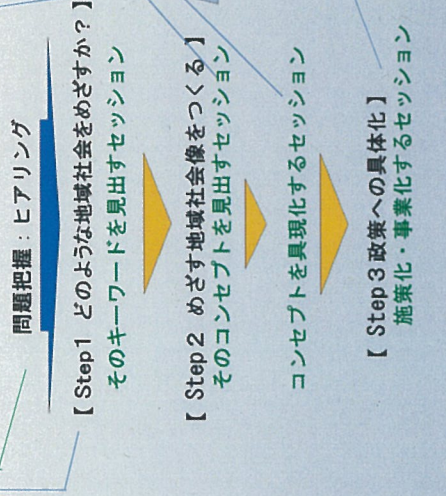 問題把握：ヒアリング
【 Step1 どのような地域社会をめざすか？ 】
そのキーワードを見出すセッション
【 Step２ めざす地域社会像をつくる 】
そのコンセプトを見出すセッション
コンセプトを具現化するセッション
【 Step３政策への具体化 】
施策化・事業化するセッション